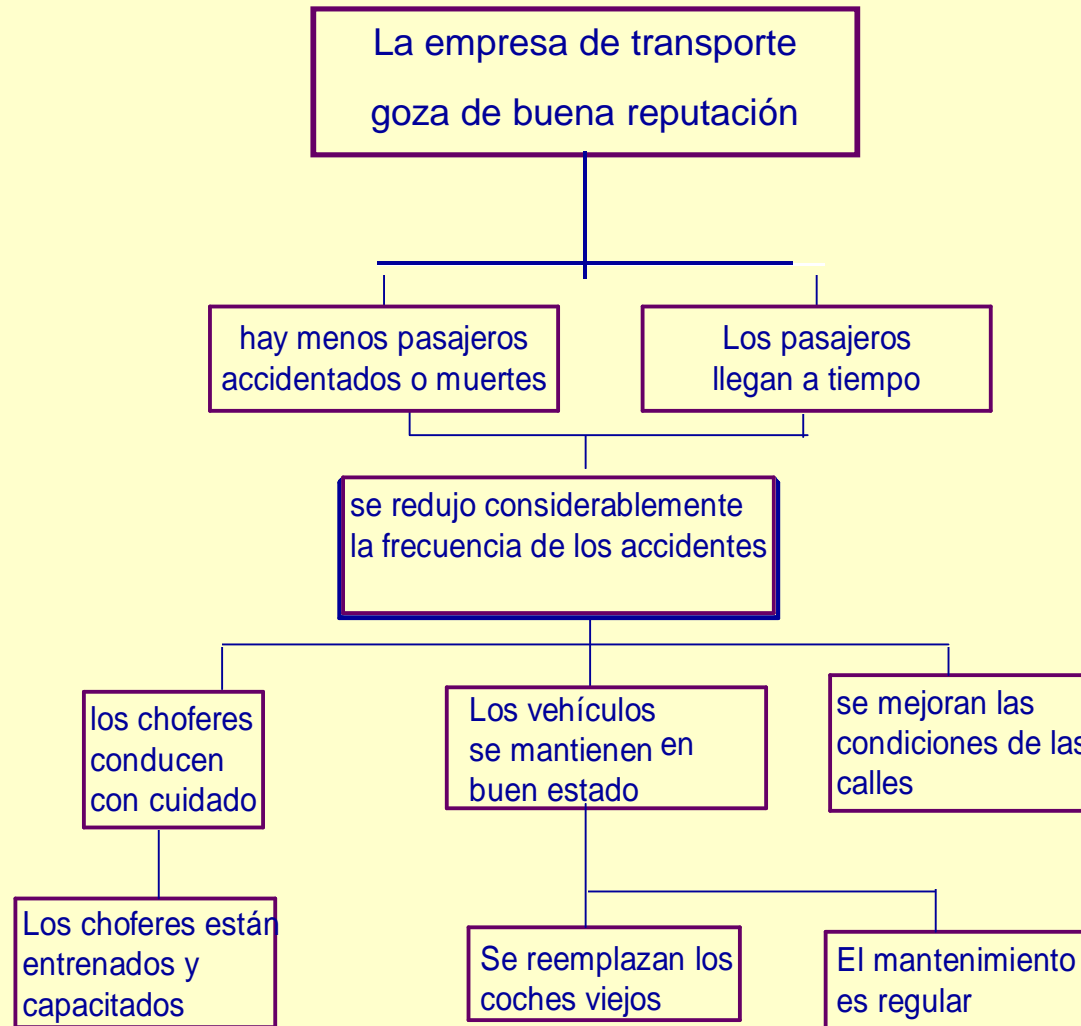 La empresa de transporte
goza de buena reputación
hay menos pasajeros
accidentados o muertes
Los pasajeros
llegan a tiempo
se redujo considerablemente
la frecuencia de los accidentes
los choferes
conducen
con cuidado
Los vehículos
se mantienen en
buen estado
se mejoran las
condiciones de las
calles
Los choferes están
entrenados y
capacitados
Se reemplazan los
coches viejos
El mantenimiento
es regular